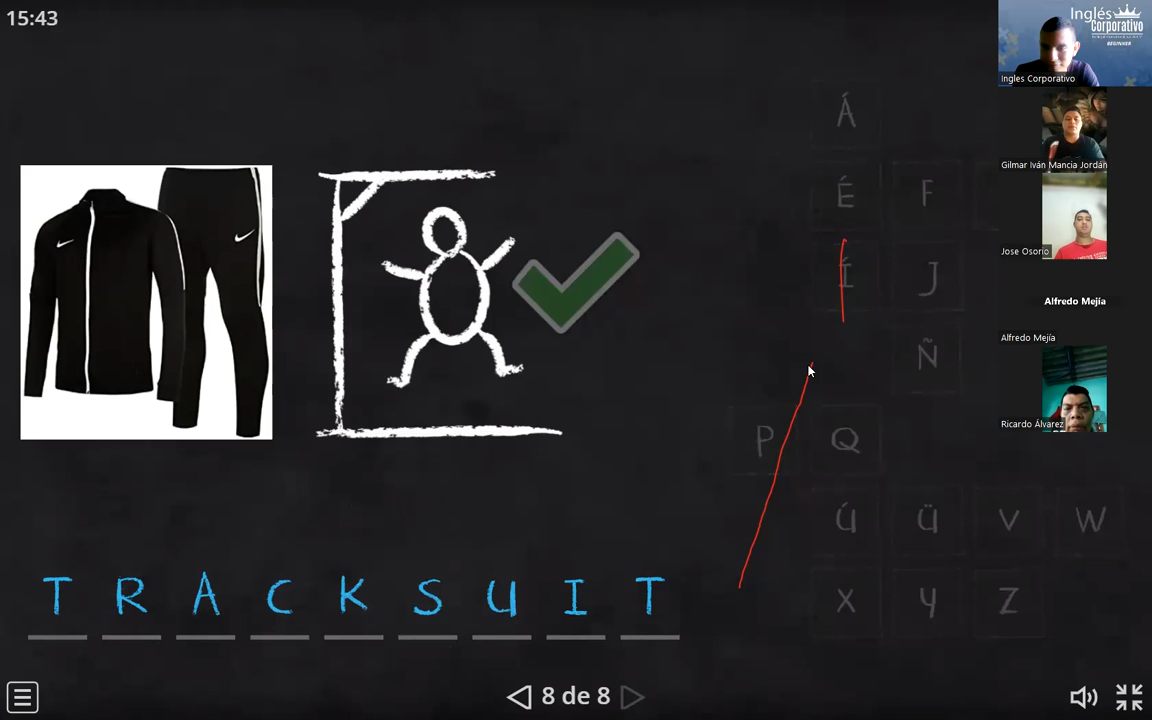 15:43
Inglés
Corporativo
BEGINNER
Ingles Corporativo
Gilmar Iván Mancia Jordán
Jose Osorio
Alfredo Mejía
Alfredo Mejía
Ricardo Álvarez
Á
É F
Í J
Ñ
P Q
Ú Ü V W
X Y Z
T R A C K S U I T
8 de 8